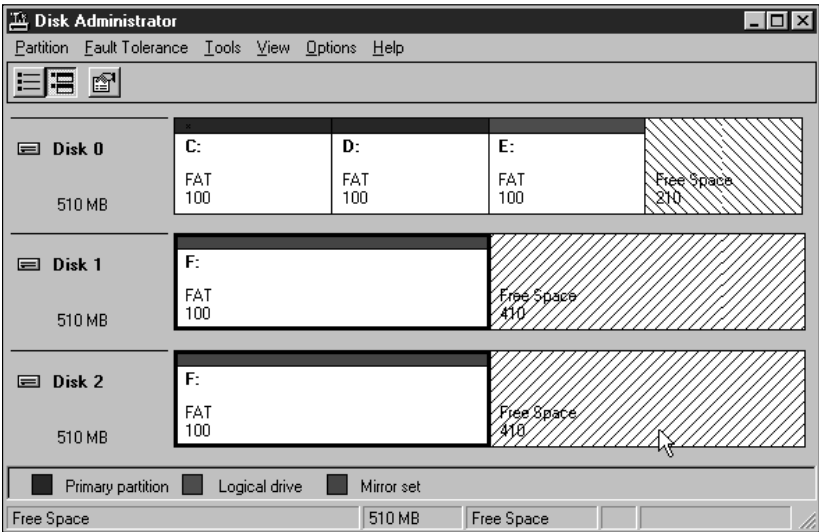 Disk Administrator
Partition Fault Tolerance Tools View Options Help
Disk 0
510 MB
C:
FAT
100
D:
FAT
100
E:
FAT
100
Free Space
210
Disk 1
510 MB
F:
FAT
100
Free Space
410
Disk 2
510 MB
F:
FAT
100
Free Space
410
Primary partition Logical drive Mirror set
Free Space 510 MB Free Space